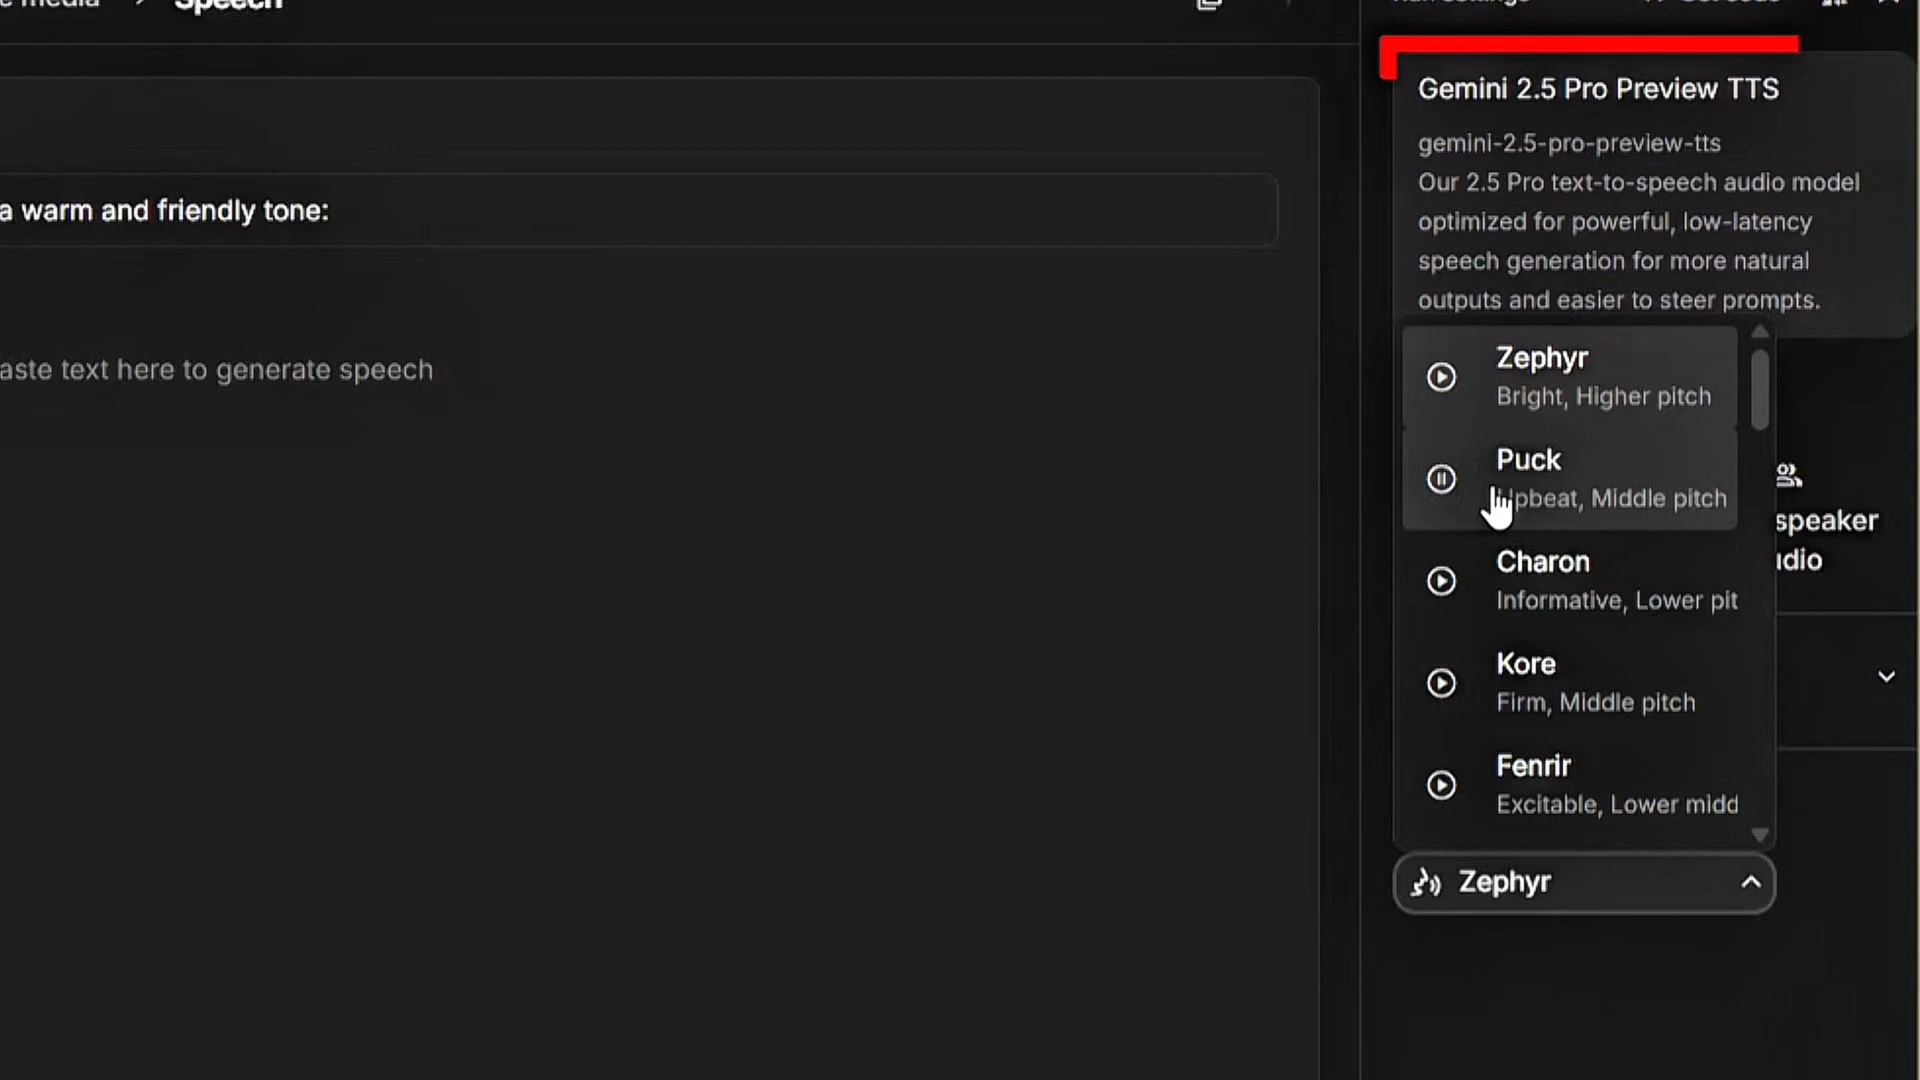 Speech
a warm and friendly tone:
aste text here to generate speech
Gemini 2.5 Pro Preview TTS
gemini-2.5-pro-preview-tts
Our 2.5 Pro text-to-speech audio model
optimized for powerful, low-latency
speech generation for more natural
outputs and easier to steer prompts.
Zephyr
Bright, Higher pitch
Puck
Upbeat, Middle pitch
Charon
Informative, Lower pit
Kore
Firm, Middle pitch
Fenrir
Excitable, Lower midd
speaker
dio
Zephyr